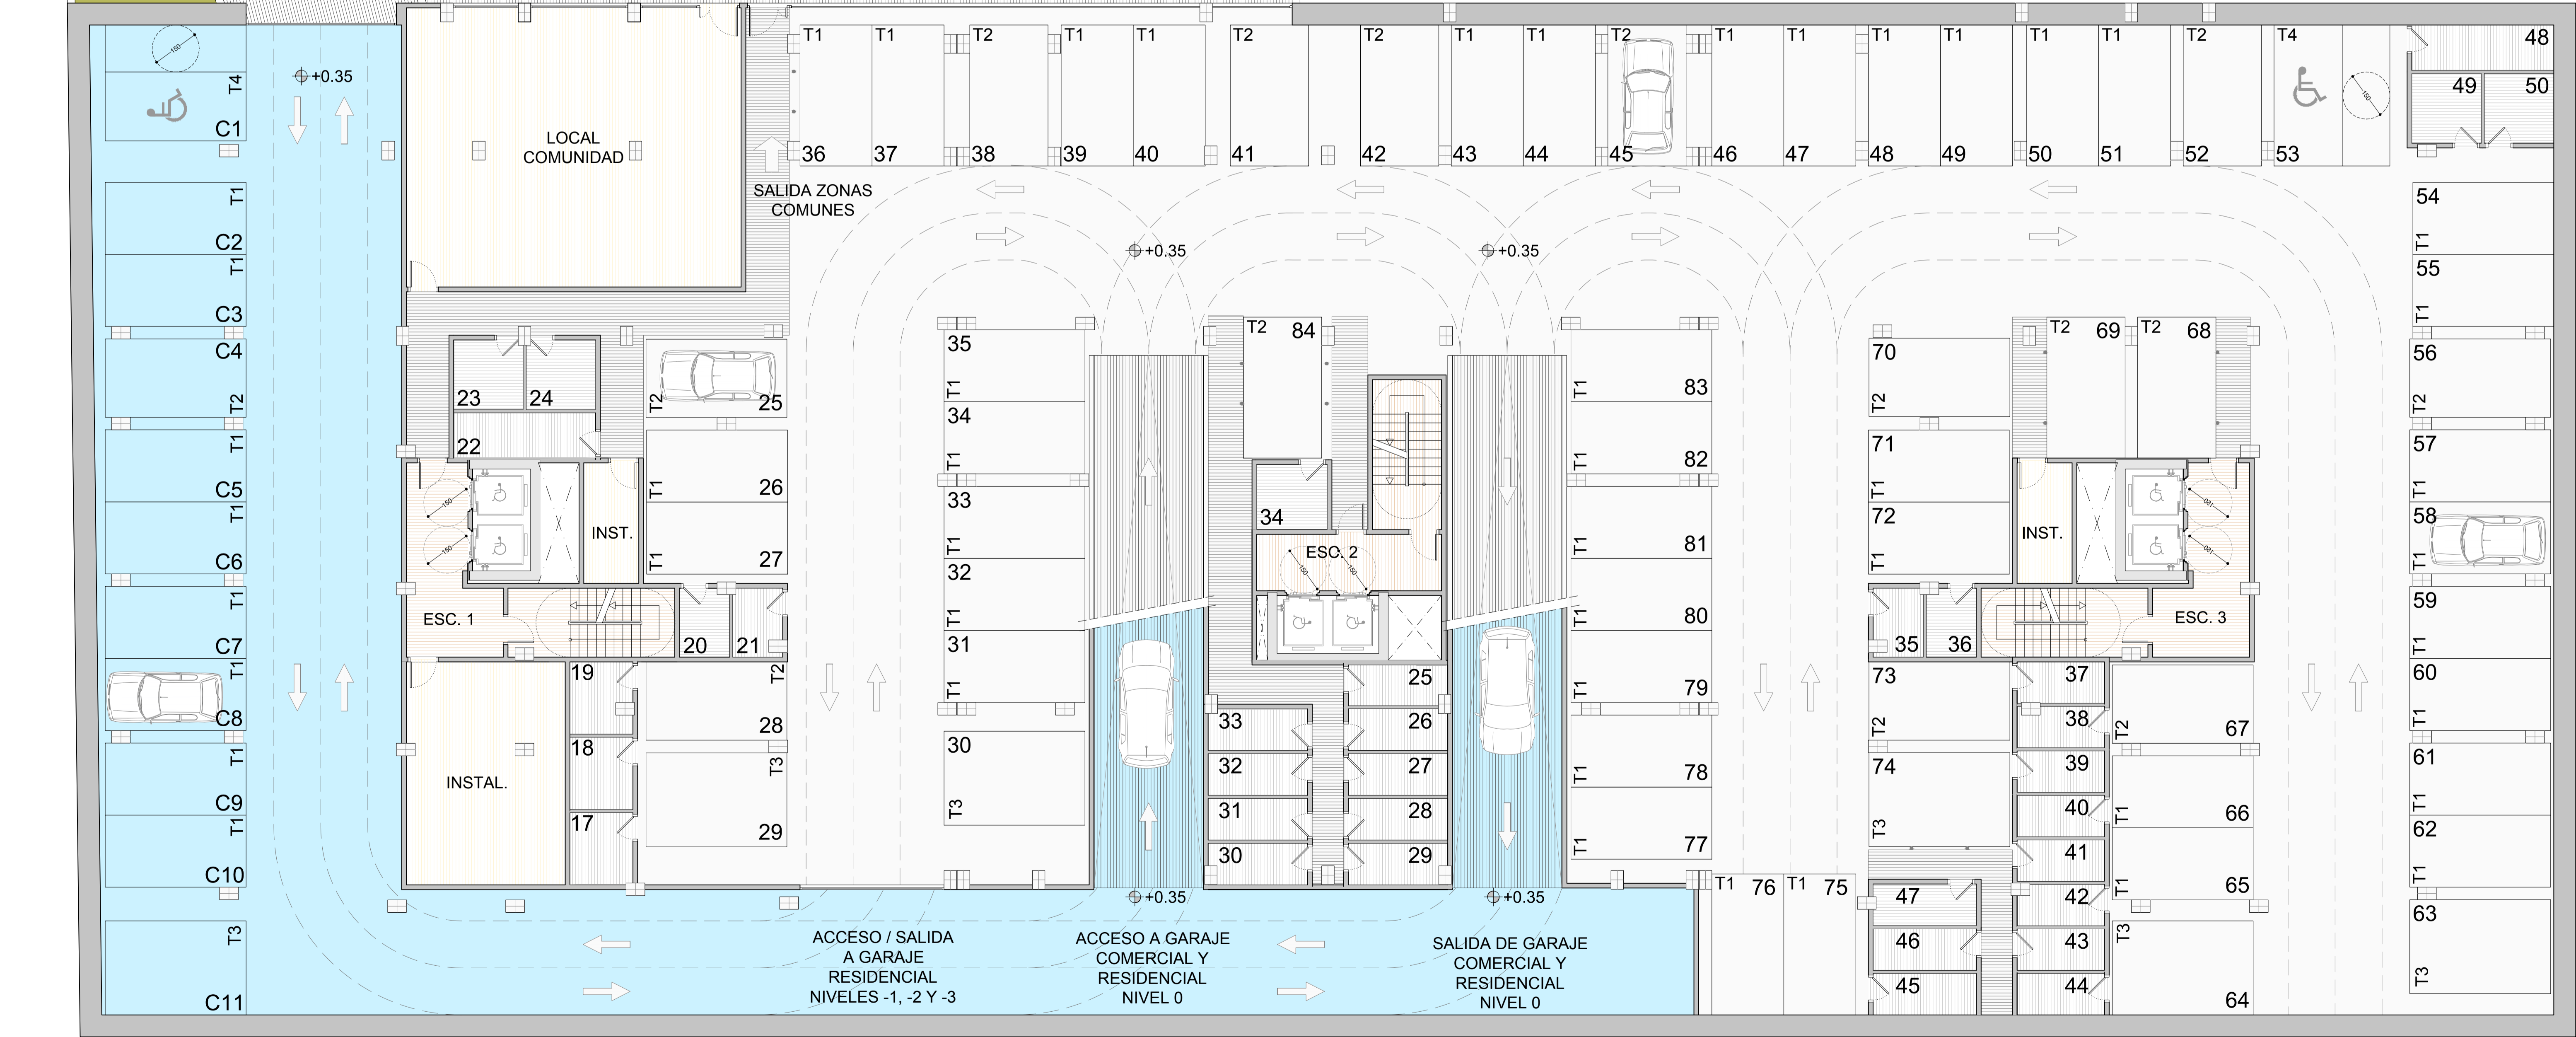 150
T4
C1
+0.35
T1
C2
T1
C3
C4
T2
T1
C5
T1
C6
T1
C7
T1
C8
T1
C9
T1
C10
T3
C11
LOCAL
COMUNIDAD
SALIDA ZONAS
COMUNES
T1
36
T1
37
T2
38
T1
39
T1
40
T2
41
T2
42
T1
43
T1
44
T2
45
T1
46
T1
47
T1
48
T1
49
T1
50
T1
51
T2
52
T4
53
150
48
49
50
+0.35
+0.35
23
24
22
INST.
150
150
ESC. 1
20
21
INSTAL.
19
18
17
T2
25
T1
26
T1
27
T2
28
T3
29
35
T1
34
T1
33
T1
32
T1
31
T1
30
T3
T2
84
34
ESC. 2
150
150
25
33
26
32
27
31
28
30
29
T1
83
T1
82
T1
81
T1
80
T1
79
T1
78
T1
77
T1
76
T1
75
70
T2
71
T1
72
T1
T2
69
T2
68
INST.
150
150
ESC. 3
35
36
73
T2
74
T3
37
38
39
40
41
42
43
44
47
46
45
T2
67
T1
66
T1
65
T3
64
54
T1
55
T1
56
T2
57
T1
58
T1
59
T1
60
T1
61
T1
62
T1
63
T3
+0.35
+0.35
ACCESO / SALIDA
A GARAJE
RESIDENCIAL
NIVELES -1, -2 Y -3
ACCESO A GARAJE
COMERCIAL Y
RESIDENCIAL
NIVEL 0
SALIDA DE GARAJE
COMERCIAL Y
RESIDENCIAL
NIVEL 0